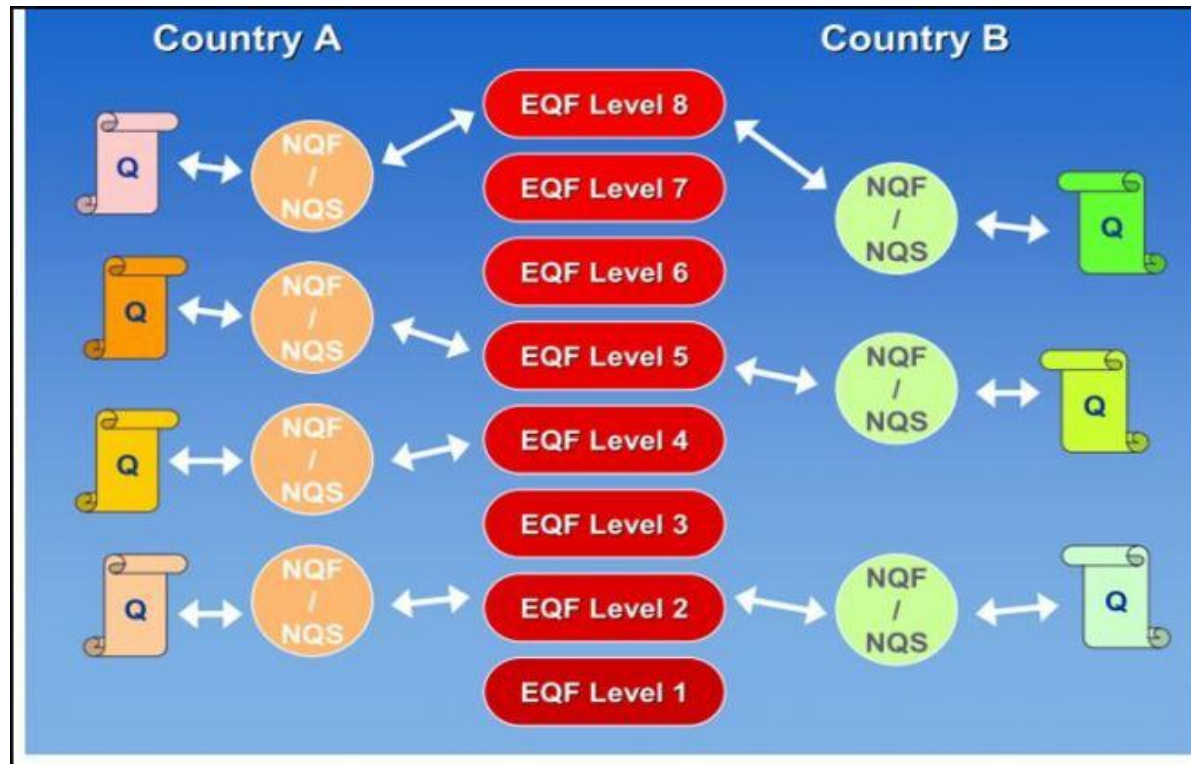 Country A
Country B
EQF Level 8
EQF Level 7
EQF Level 6
EQF Level 5
EQF Level 4
EQF Level 3
EQF Level 2
EQF Level 1
Q
NQF
/
NQS
Q
NQF
/
NQS
Q
NQF
/
NQS
Q
NQF
/
NQS
NQF
/
NQS
Q
NQF
/
NQS
Q
NQF
/
NQS
Q